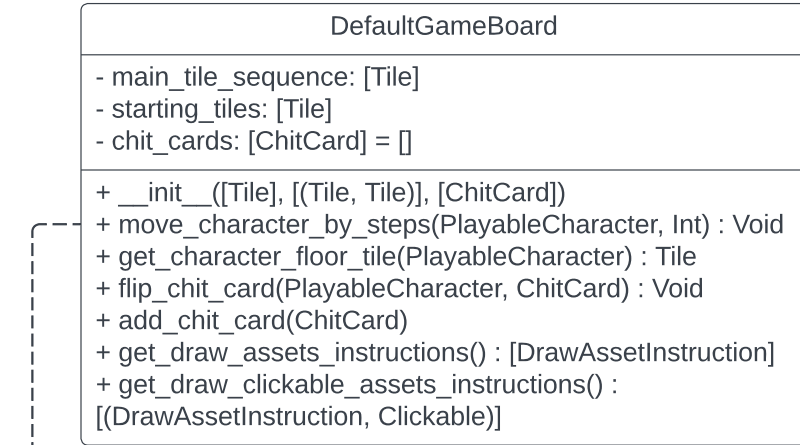 DefaultGameBoard
- main_tile_sequence: [Tile]
- starting_tiles: [Tile]
- chit_cards: [ChitCard] = []
+ __init__([Tile], [(Tile, Tile)], [ChitCard])
+ move_character_by_steps(PlayableCharacter, Int) : Void
+ get_character_floor_tile(PlayableCharacter) : Tile
+ flip_chit_card(PlayableCharacter, ChitCard) : Void
+ add_chit_card(ChitCard)
+ get_draw_assets_instructions() : [DrawAssetInstruction]
+ get_draw_clickable_assets_instructions() :
[(DrawAssetInstruction, Clickable)]